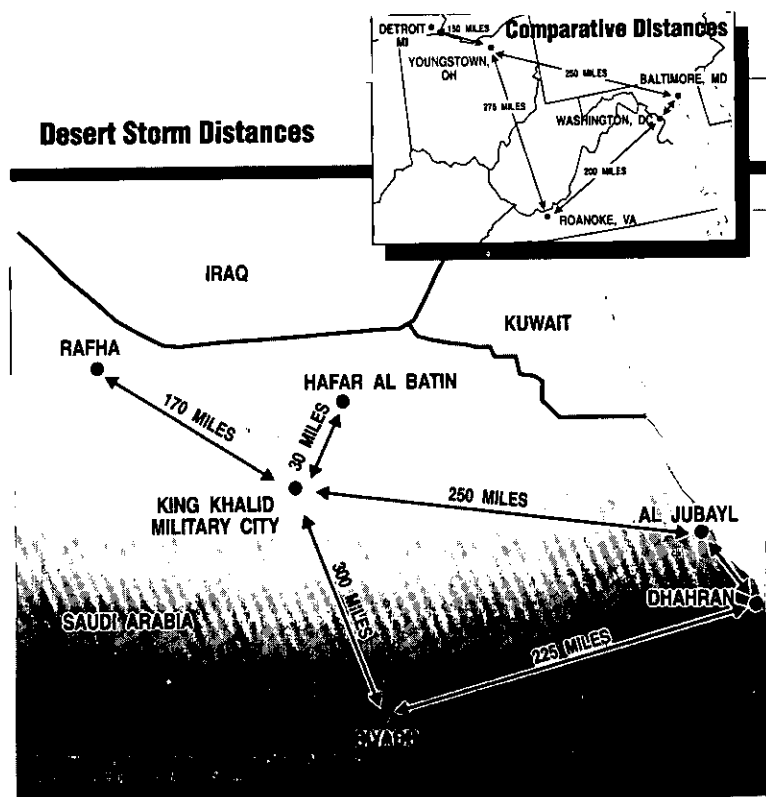 Comparative Distances
DETROIT
MI
150 MILES
YOUNGSTOWN,
OH
250 MILES
BALTIMORE, MD
275 MILES
WASHINGTON, DC
200 MILES
ROANOKE, VA
Desert Storm Distances
IRAQ
KUWAIT
RAFHA
HAFAR AL BATIN
170 MILES
30 MILES
KING KHALID
MILITARY CITY
250 MILES
AL JUBAYL
300 MILES
DHAHRAN
SAUDI ARABIA
225 MILES